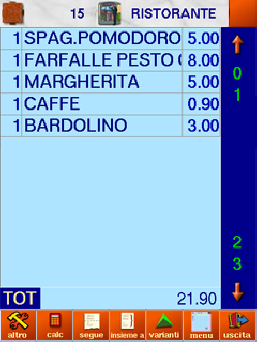 15 RISTORANTE
1 SPAG.POMODORO 5.00
1 FARFALLE PESTO 8.00
1 MARGHERITA 5.00
1 CAFFE 0.90
1 BARDOLINO 3.00
0
1
2
3
TOT 21.90
altro calc segue insieme a varianti menu uscita